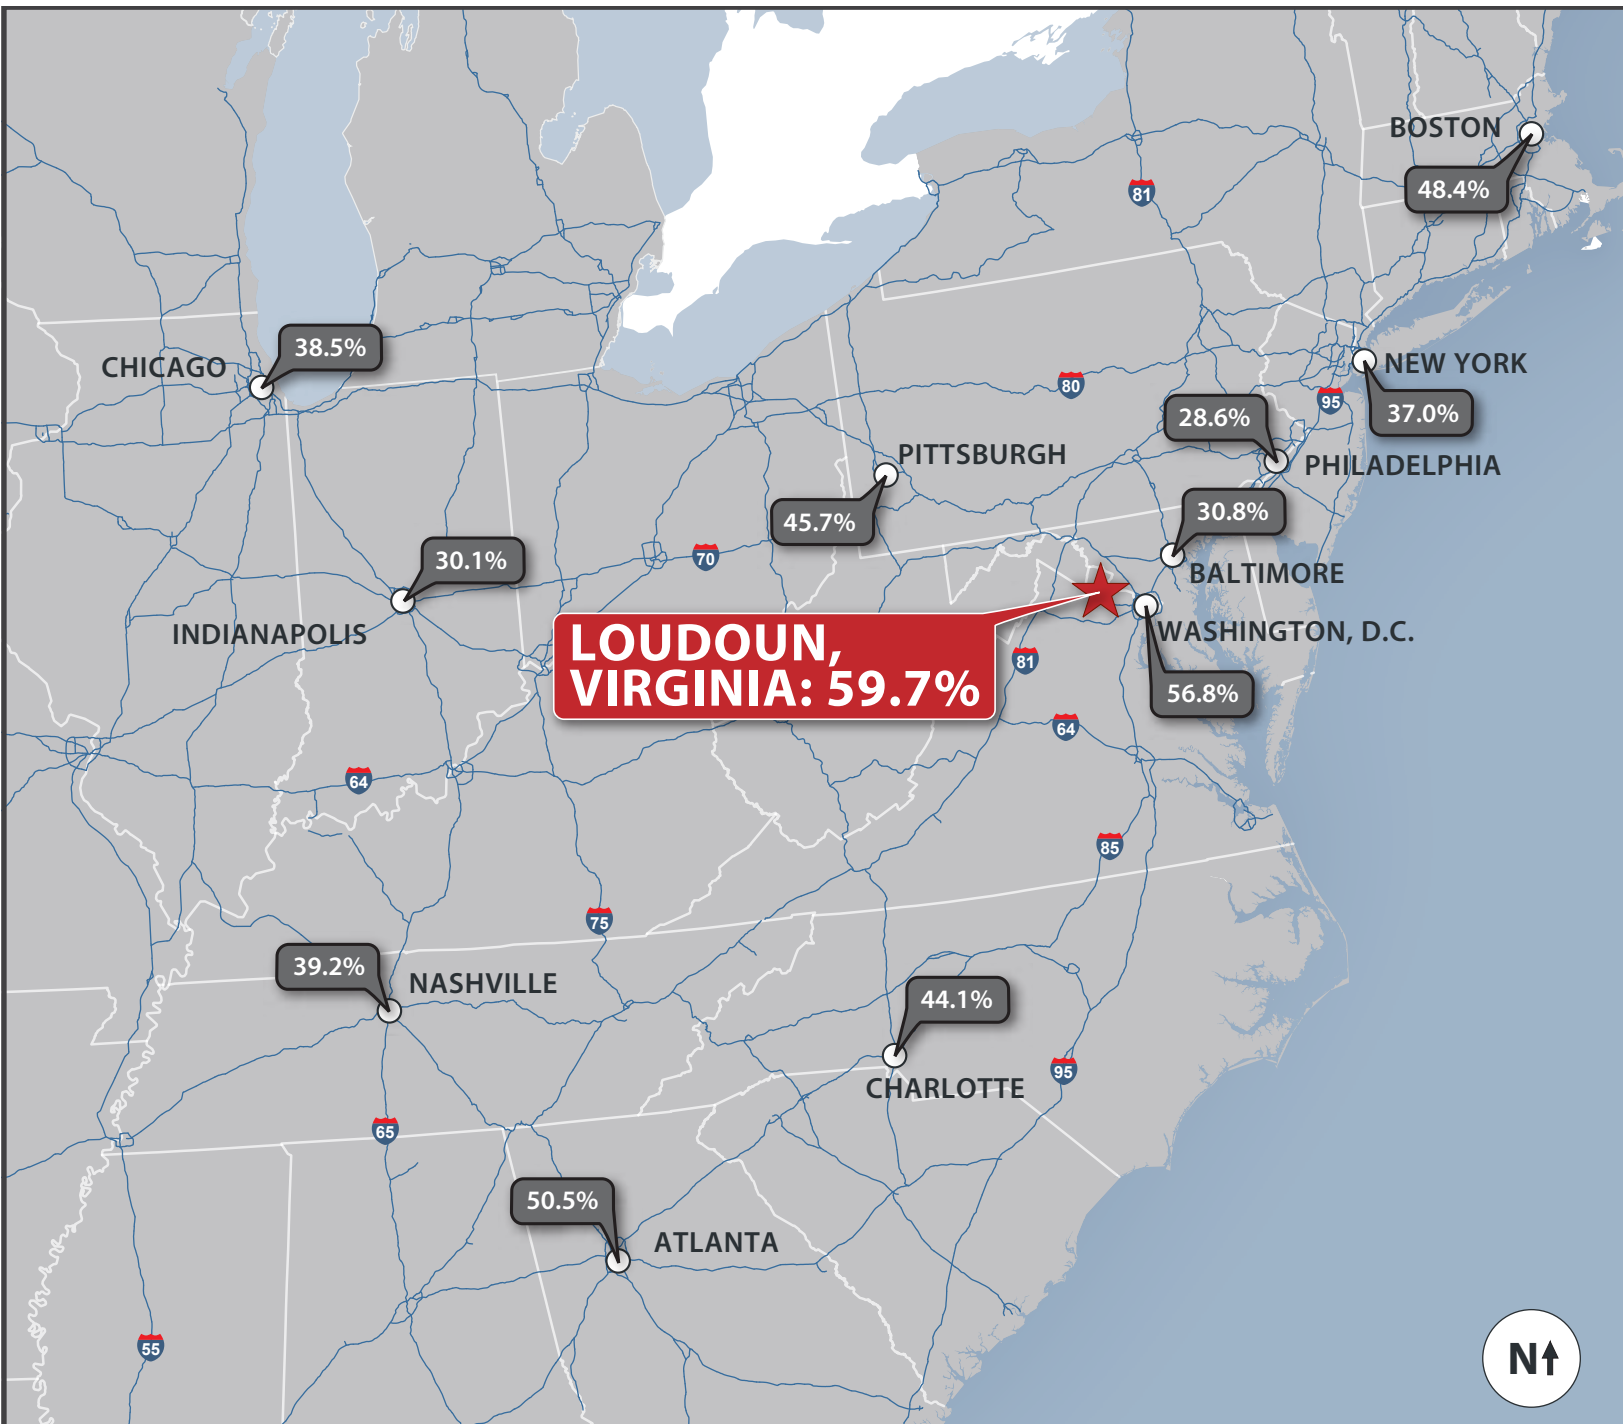 BOSTON
48.4%
81
CHICAGO
38.5%
NEW YORK
37.0%
80
95
28.6%
PHILADELPHIA
PITTSBURGH
45.7%
30.8%
BALTIMORE
70
30.1%
INDIANAPOLIS
LOUDOUN,
VIRGINIA: 59.7%
WASHINGTON, D.C.
56.8%
81
64
64
85
75
39.2%
NASHVILLE
44.1%
CHARLOTTE
95
65
50.5%
ATLANTA
55
N